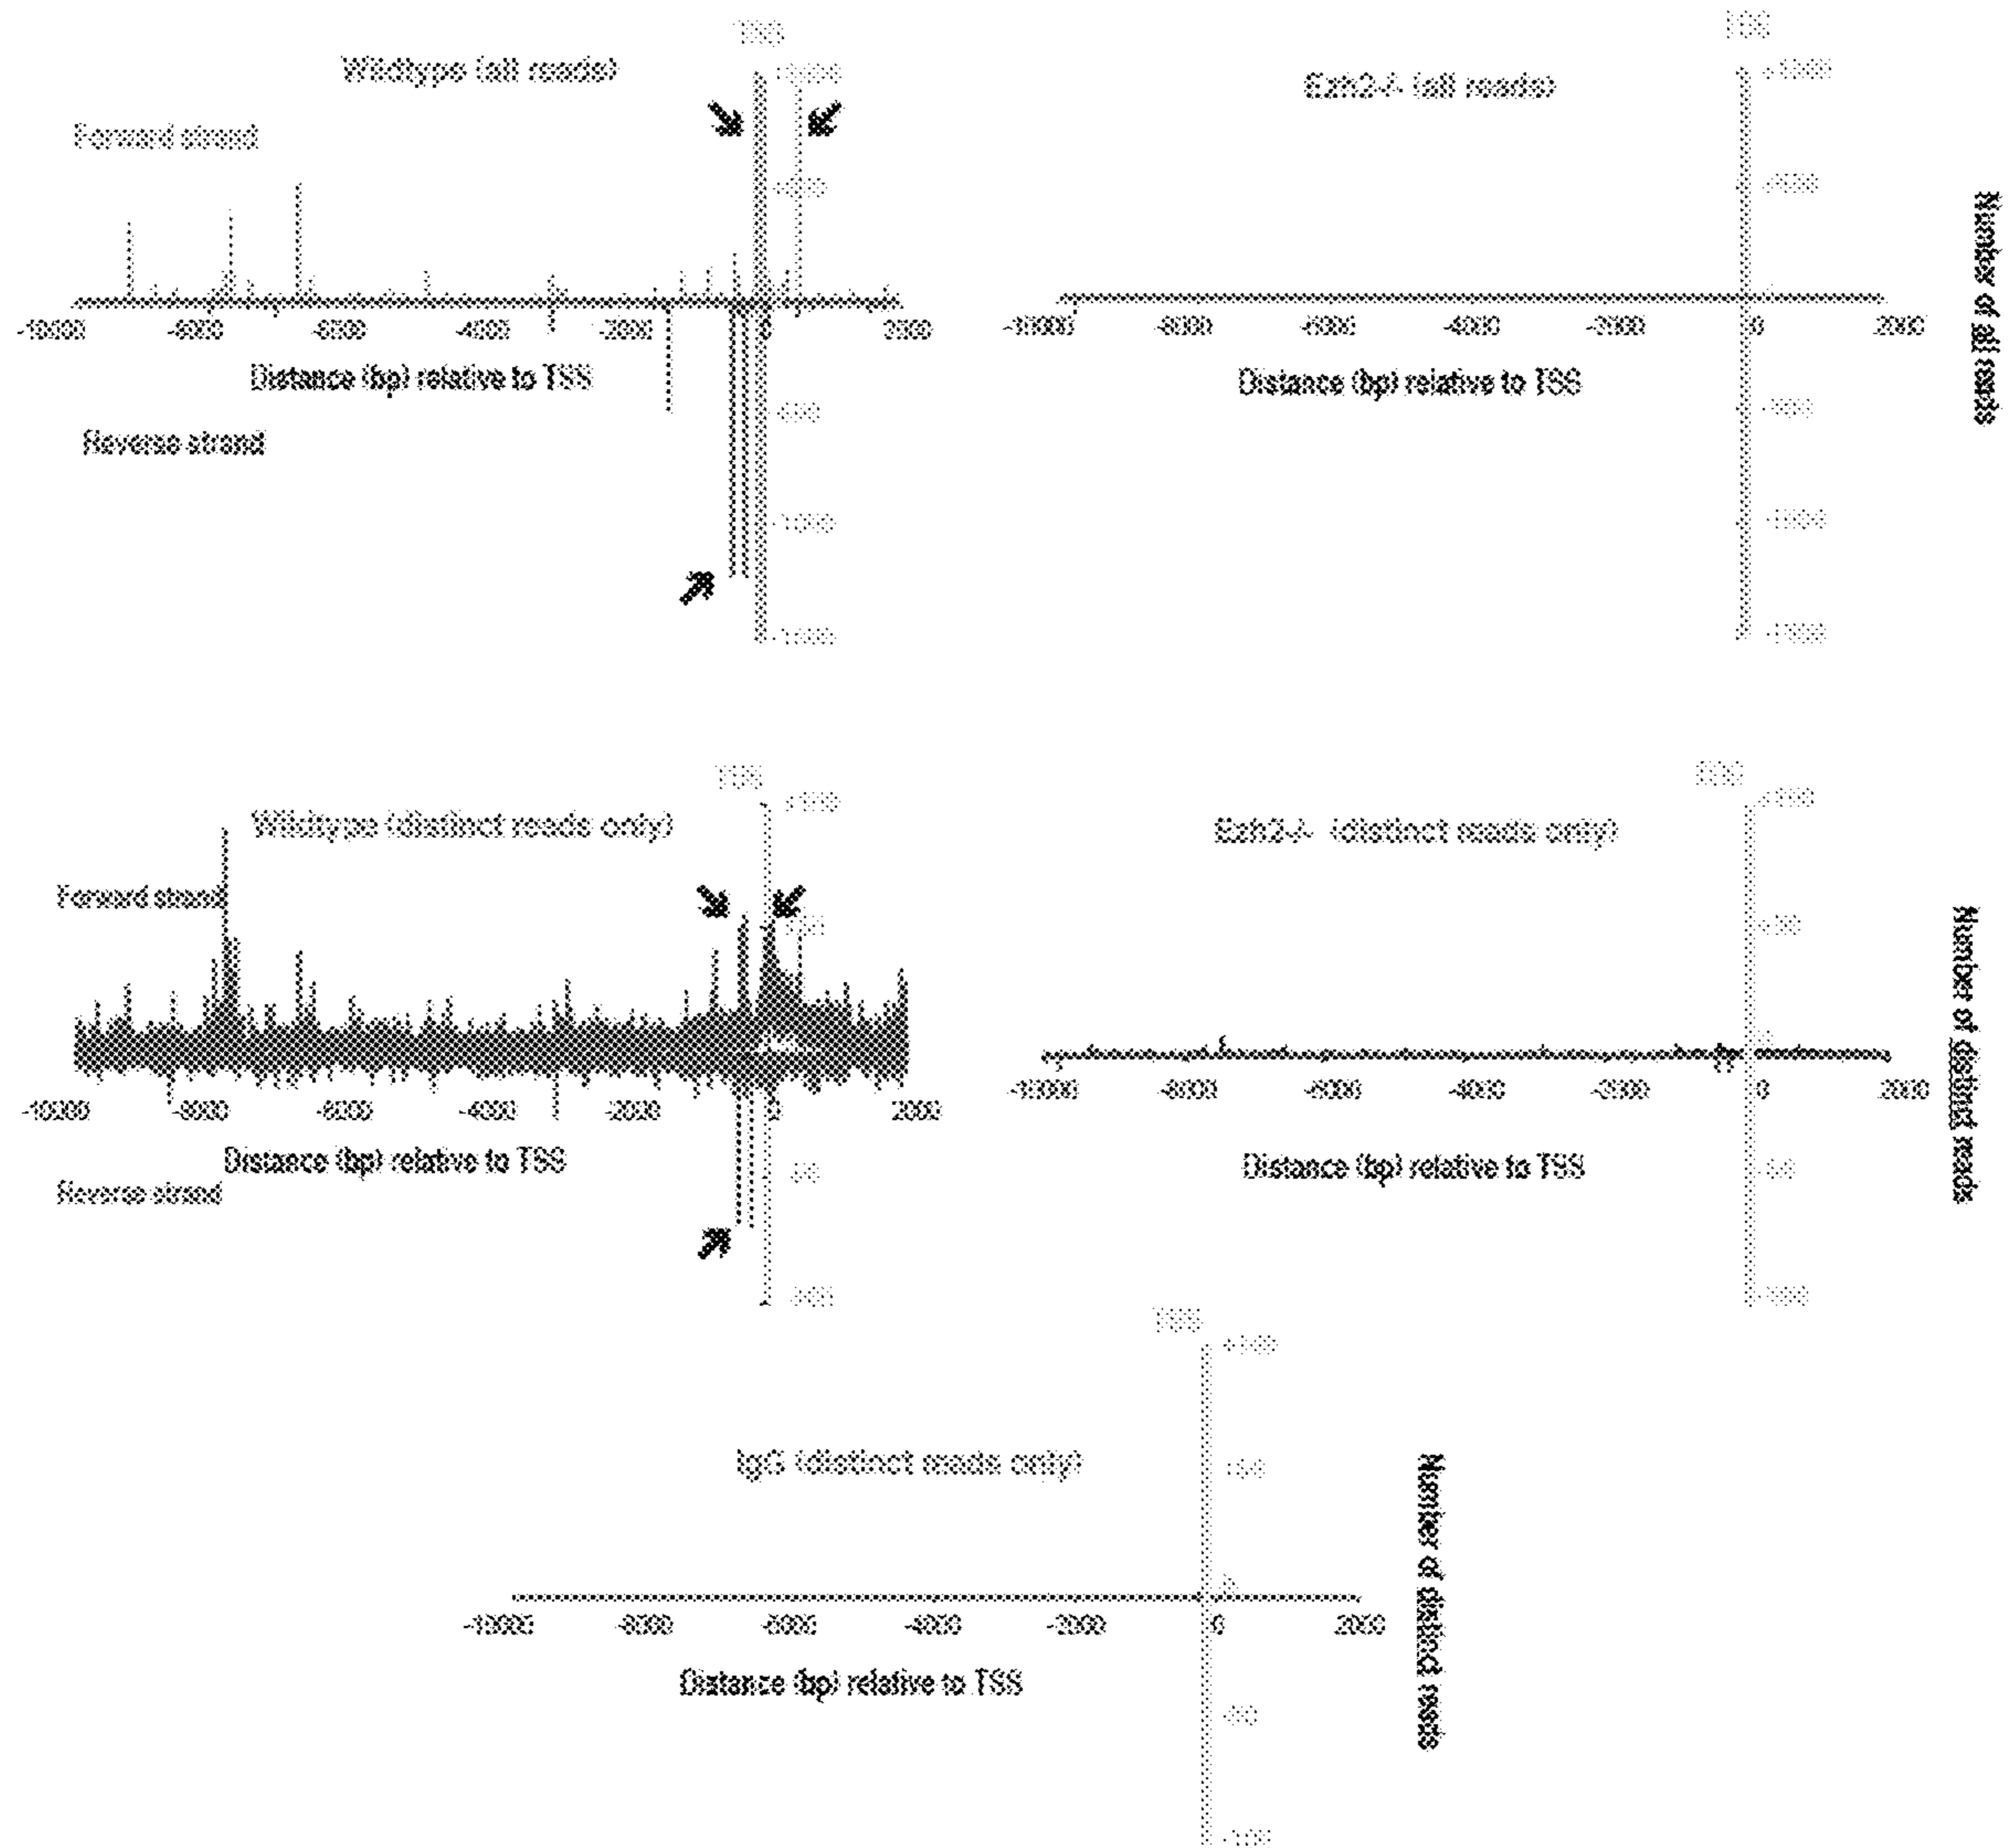 TSS
Wildtype (all reads)
Forward strand
-10000 -8000 -6000 -4000 -2000 0 2000
Distance (bp) relative to TSS
Reverse strand
Ezh2-/- (all reads)
-10000 -8000 -6000 -4000 -2000 0 2000
Distance (bp) relative to TSS
Number of all reads
TSS
Wildtype (distinct reads only)
Forward strand
-10000 -8000 -6000 -4000 -2000 0 2000
Distance (bp) relative to TSS
Reverse strand
Ezh2-/- (distinct reads only)
-10000 -8000 -6000 -4000 -2000 0 2000
Distance (bp) relative to TSS
Number of distinct reads
TSS
IgG (distinct reads only)
-10000 -8000 -6000 -4000 -2000 0 2000
Distance (bp) relative to TSS
Number of distinct reads